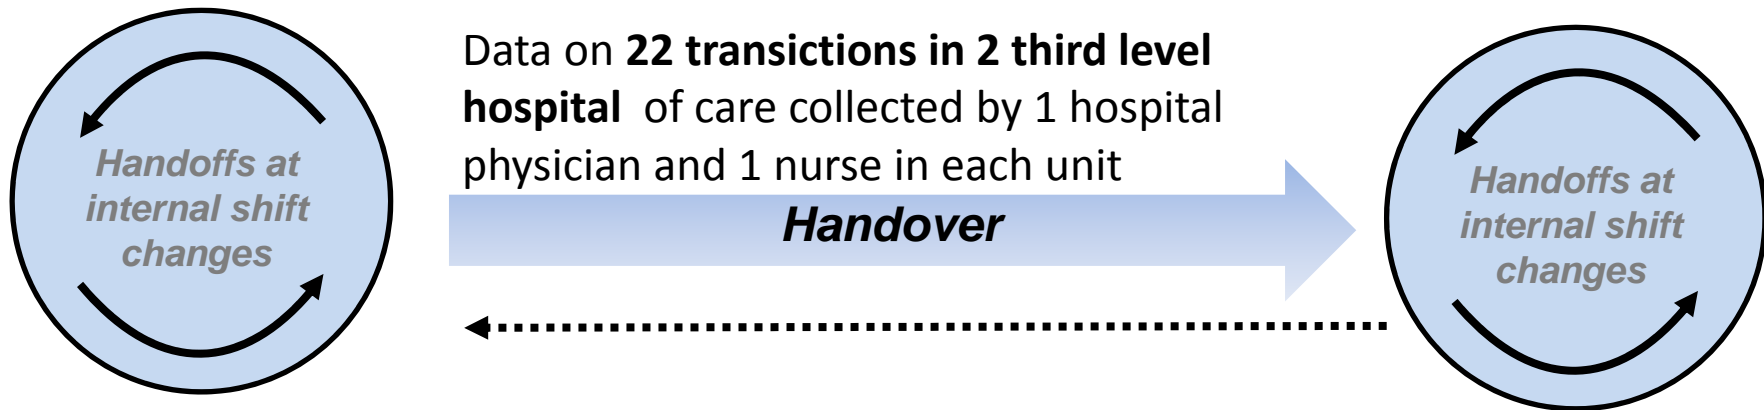 Handoffs at
internal shift
changes
Data on 22 transictions in 2 third level
hospital of care collected by 1 hospital
physician and 1 nurse in each unit
Handover
Handoffs at
internal shift
changes